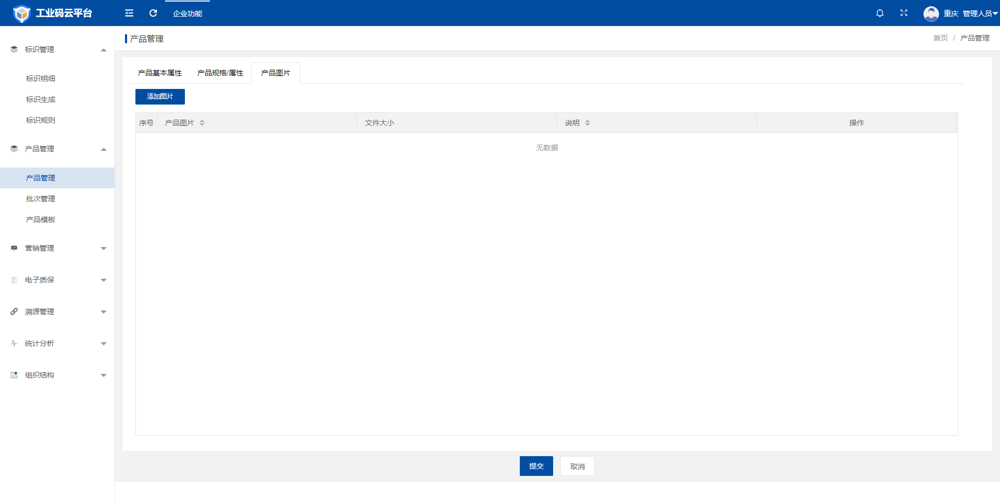 工业码云平台
企业功能
重庆 管理人员
产品管理
首页 / 产品管理
标识管理
标识明细
标识生成
标识规则
产品管理
产品管理
批次管理
产品模板
营销管理
电子质保
溯源管理
统计分析
组织结构
产品基本属性 产品规格/属性 产品图片
添加图片
序号 产品图片 文件大小 说明 操作
无数据
提交 取消